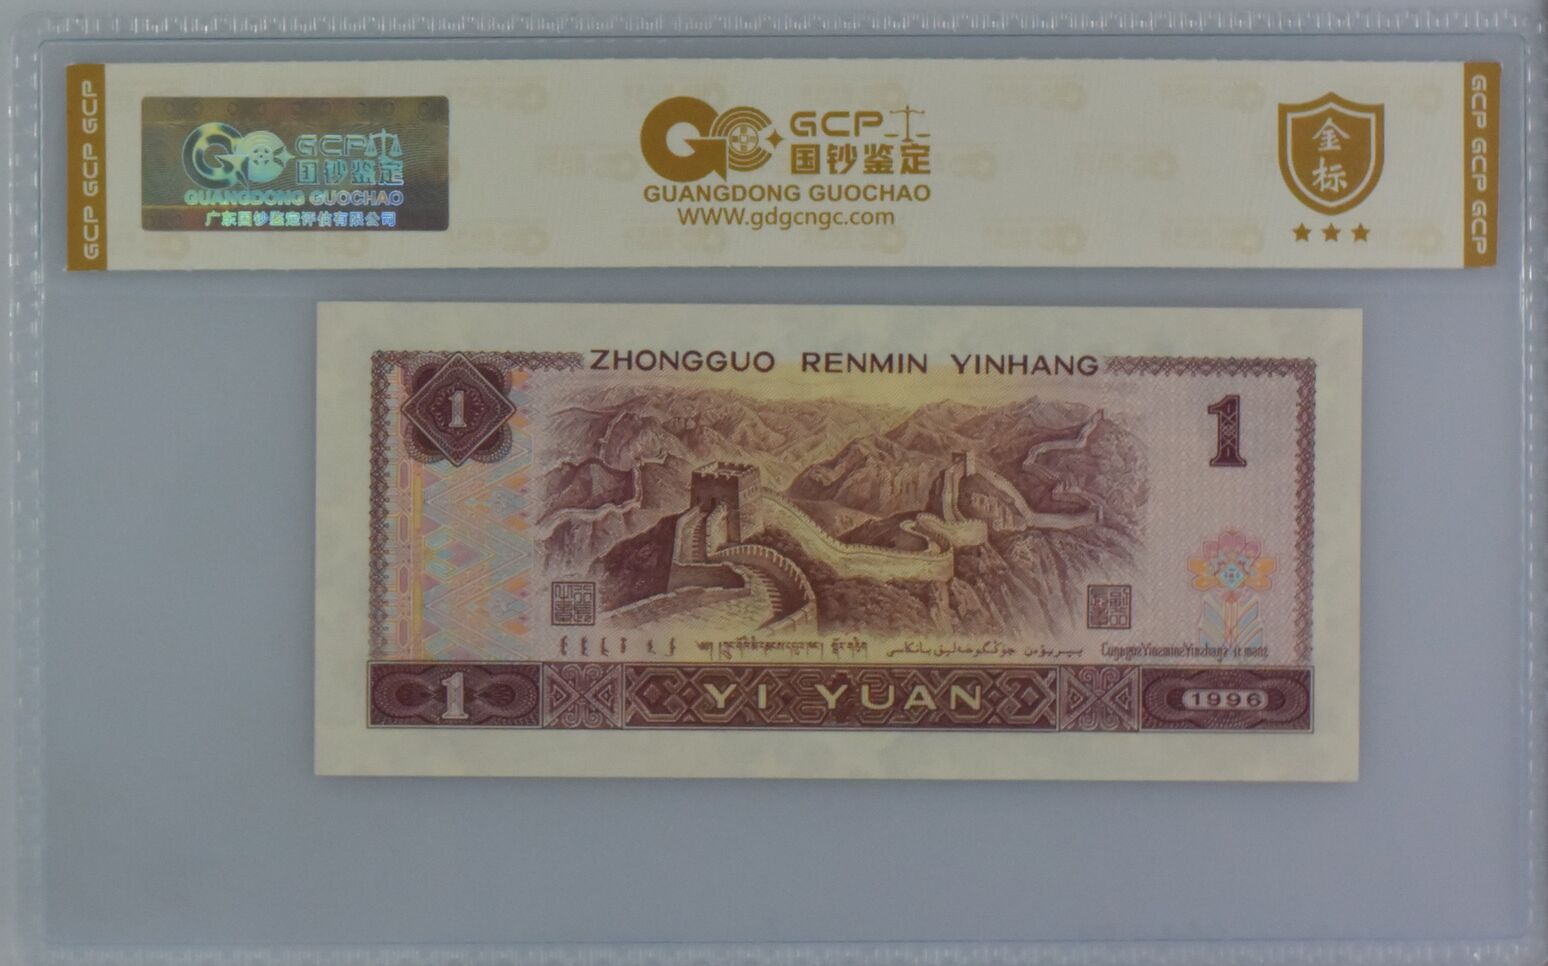 GCP GCP GCP
GCP
国钞鉴定
GUANGDONG GUOCHAO
广东国钞鉴定评估有限公司
GCP
国钞鉴定
GUANGDONG GUOCHAO
WWW.gdgcngc.com
金标
GCP GCP GCP
ZHONGGUO RENMIN YINHANG
1
1
1
YI YUAN
1996